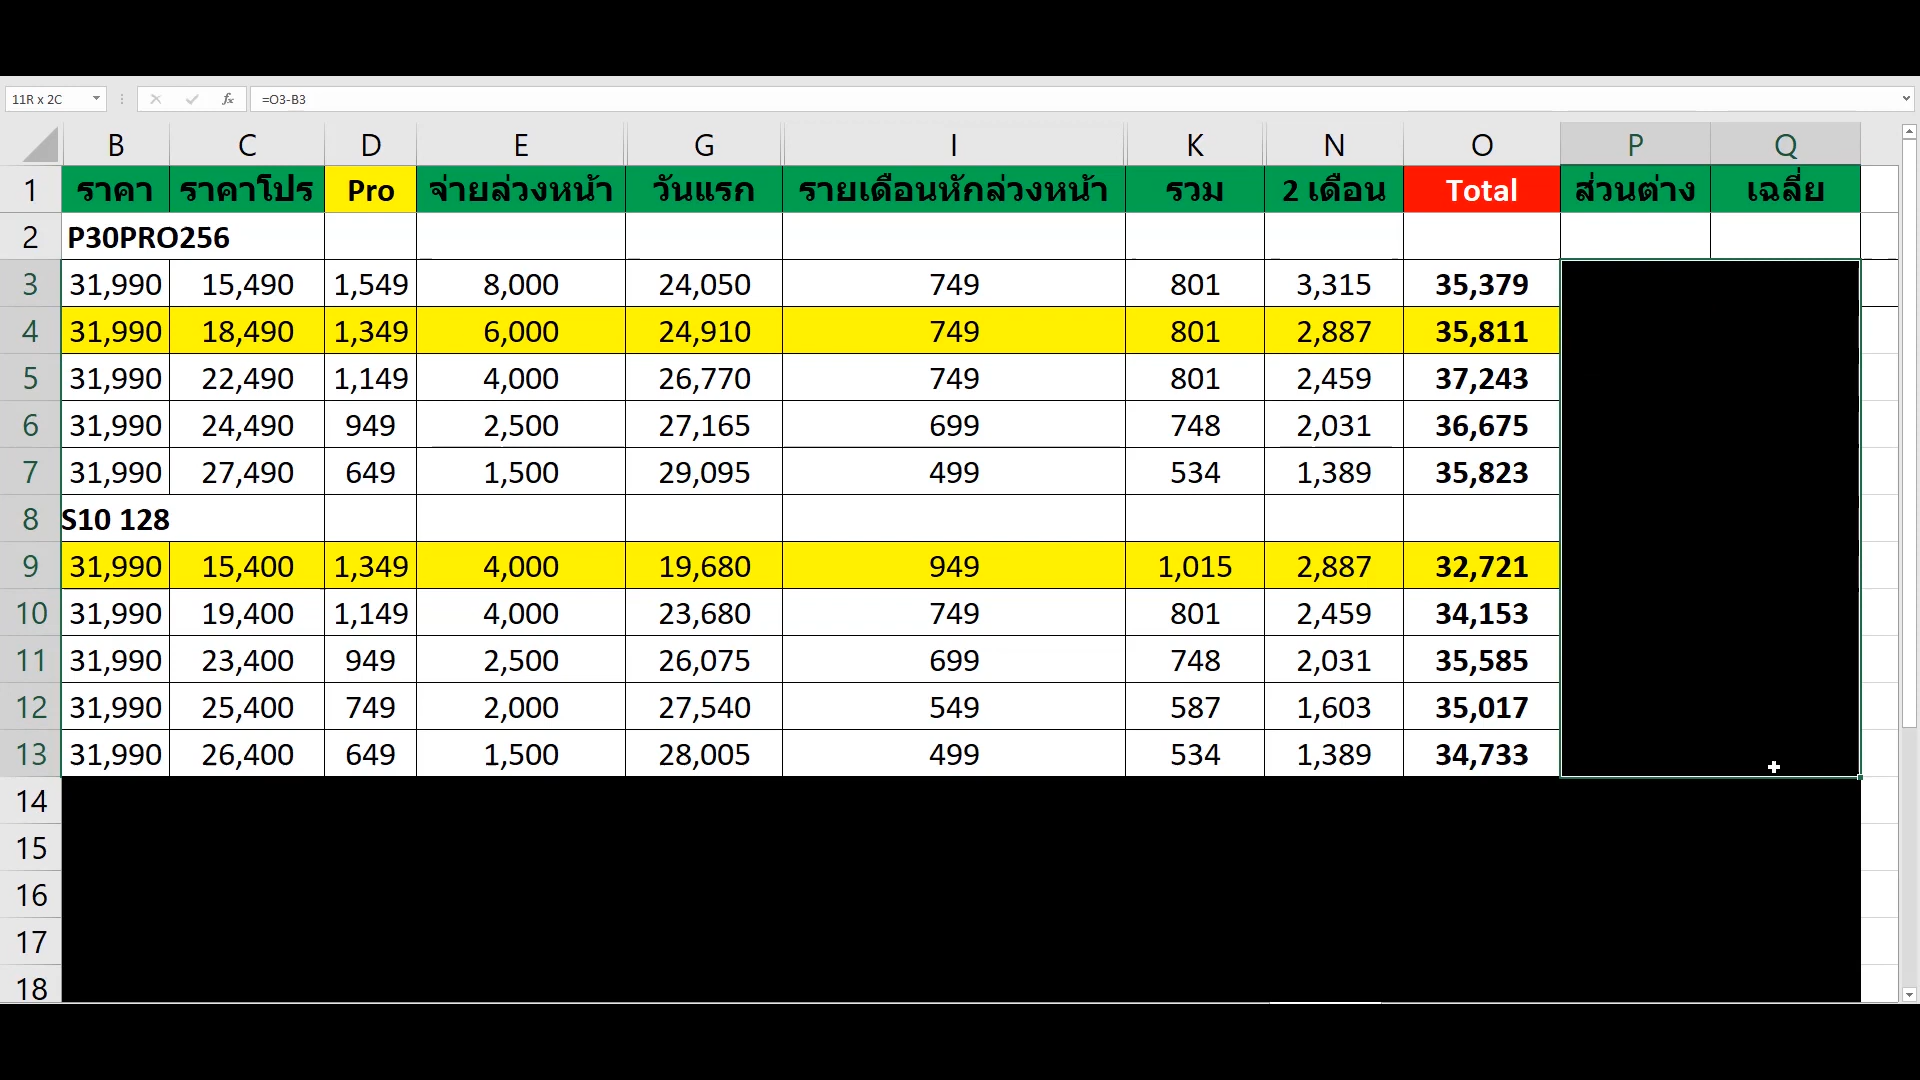 11R x 2C fx =O3-B3
B C D E G I K N O P Q
1 ราคา ราคาโปร Pro จ่ายล่วงหน้า วันแรก รายเดือนหักล่วงหน้า รวม 2 เดือน Total ส่วนต่าง เฉลี่ย
2 P30PRO256
3 31,990 15,490 1,549 8,000 24,050 749 801 3,315 35,379
4 31,990 18,490 1,349 6,000 24,910 749 801 2,887 35,811
5 31,990 22,490 1,149 4,000 26,770 749 801 2,459 37,243
6 31,990 24,490 949 2,500 27,165 699 748 2,031 36,675
7 31,990 27,490 649 1,500 29,095 499 534 1,389 35,823
8 S10 128
9 31,990 15,400 1,349 4,000 19,680 949 1,015 2,887 32,721
10 31,990 19,400 1,149 4,000 23,680 749 801 2,459 34,153
11 31,990 23,400 949 2,500 26,075 699 748 2,031 35,585
12 31,990 25,400 749 2,000 27,540 549 587 1,603 35,017
13 31,990 26,400 649 1,500 28,005 499 534 1,389 34,733
14
15
16
17
18